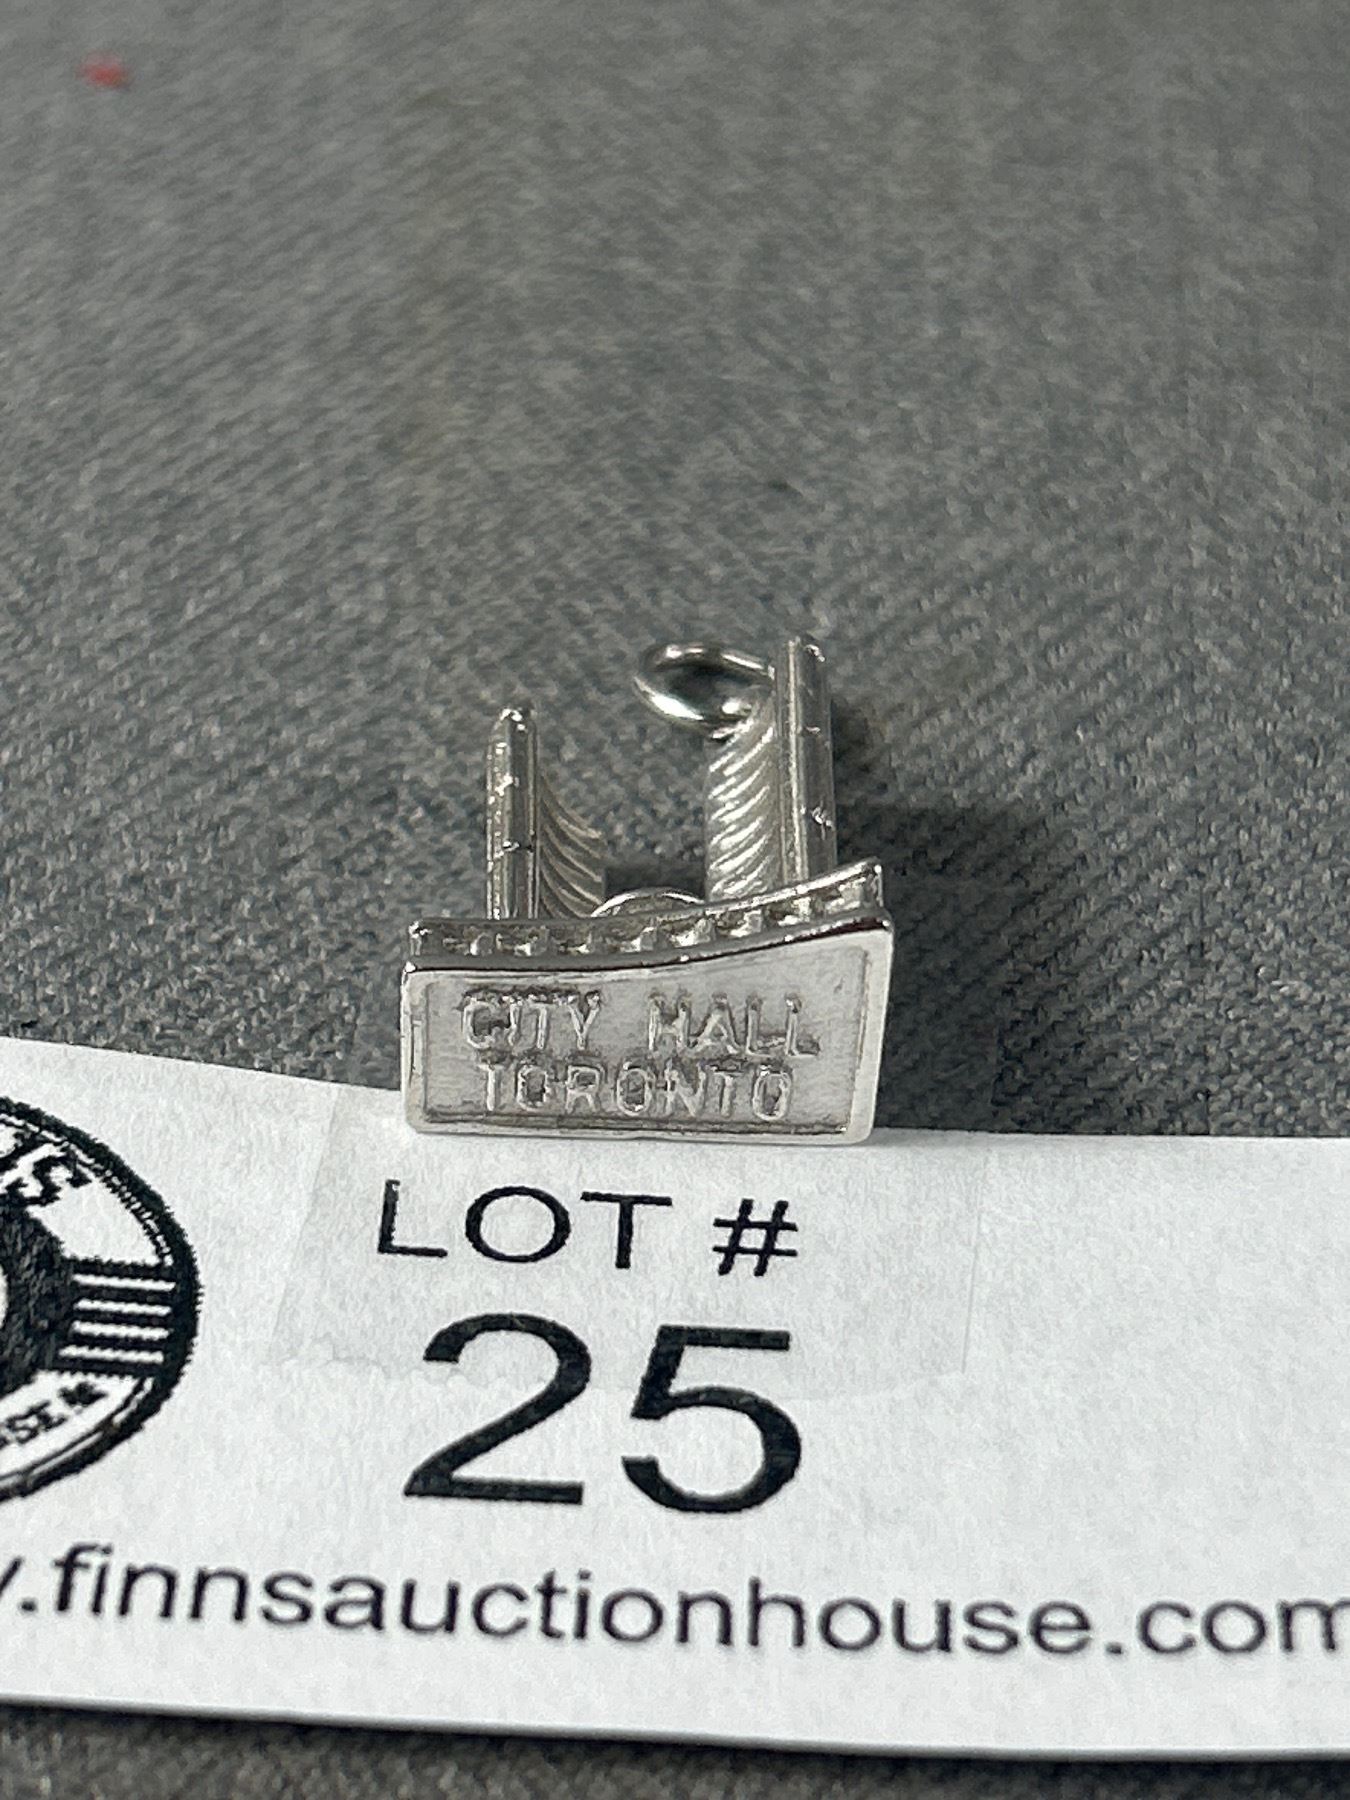 CITY HALL
TORONTO
LOT #
25
.finnsauctionhouse.com